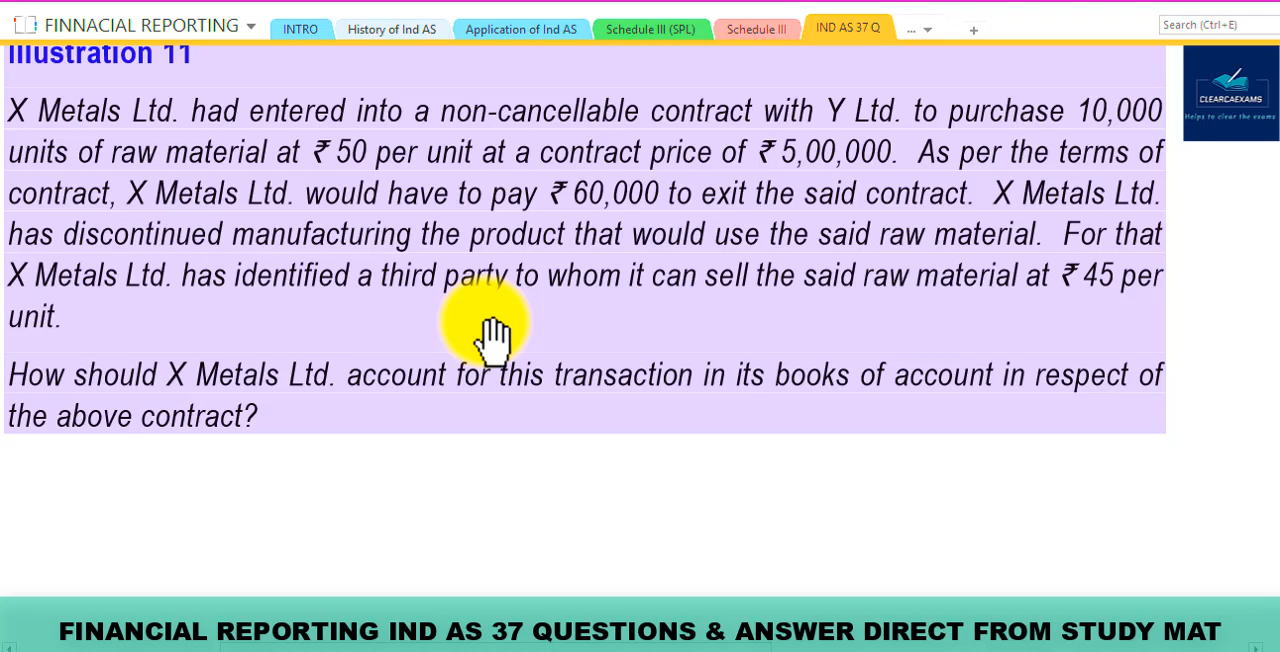 FINNACIAL REPORTING
INTRO
History of Ind AS
Application of Ind AS
Schedule III (SPL)
Schedule III
IND AS 37 Q
...
+
Search (Ctrl+E)
Illustration 11
CLEARCAEXAMS
Helps to clear the exams
X Metals Ltd. had entered into a non-cancellable contract with Y Ltd. to purchase 10,000
units of raw material at ₹ 50 per unit at a contract price of ₹ 5,00,000. As per the terms of
contract, X Metals Ltd. would have to pay ₹ 60,000 to exit the said contract. X Metals Ltd.
has discontinued manufacturing the product that would use the said raw material. For that
X Metals Ltd. has identified a third party to whom it can sell the said raw material at ₹ 45 per
unit.
How should X Metals Ltd. account for this transaction in its books of account in respect of
the above contract?
FINANCIAL REPORTING IND AS 37 QUESTIONS & ANSWER DIRECT FROM STUDY MAT